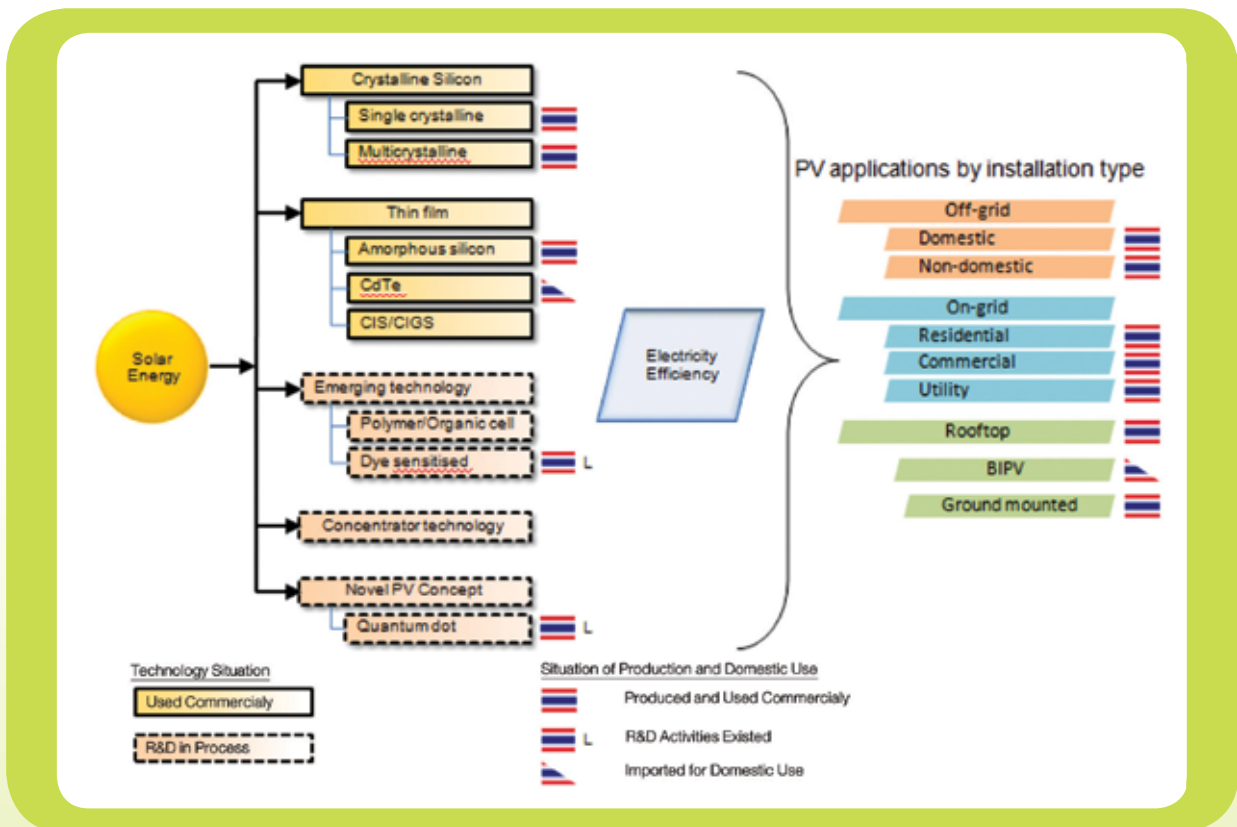 Crystalline Silicon
Single crystalline
Multicrystalline
Thin film
Amorphous silicon
CdTe
CIS/CIGS
Solar
Energy
Emerging technology
Polymer/Organic cell
Dye sensitised
L
Concentrator technology
Novel PV Concept
Quantum dot
L
Electricity
Efficiency
PV applications by installation type
Off-grid
Domestic
Non-domestic
On-grid
Residential
Commercial
Utility
Rooftop
BIPV
Ground mounted
Technology Situation
Used Commercialy
R&D in Process
Situation of Production and Domestic Use
Produced and Used Commercialy
L R&D Activities Existed
Imported for Domestic Use